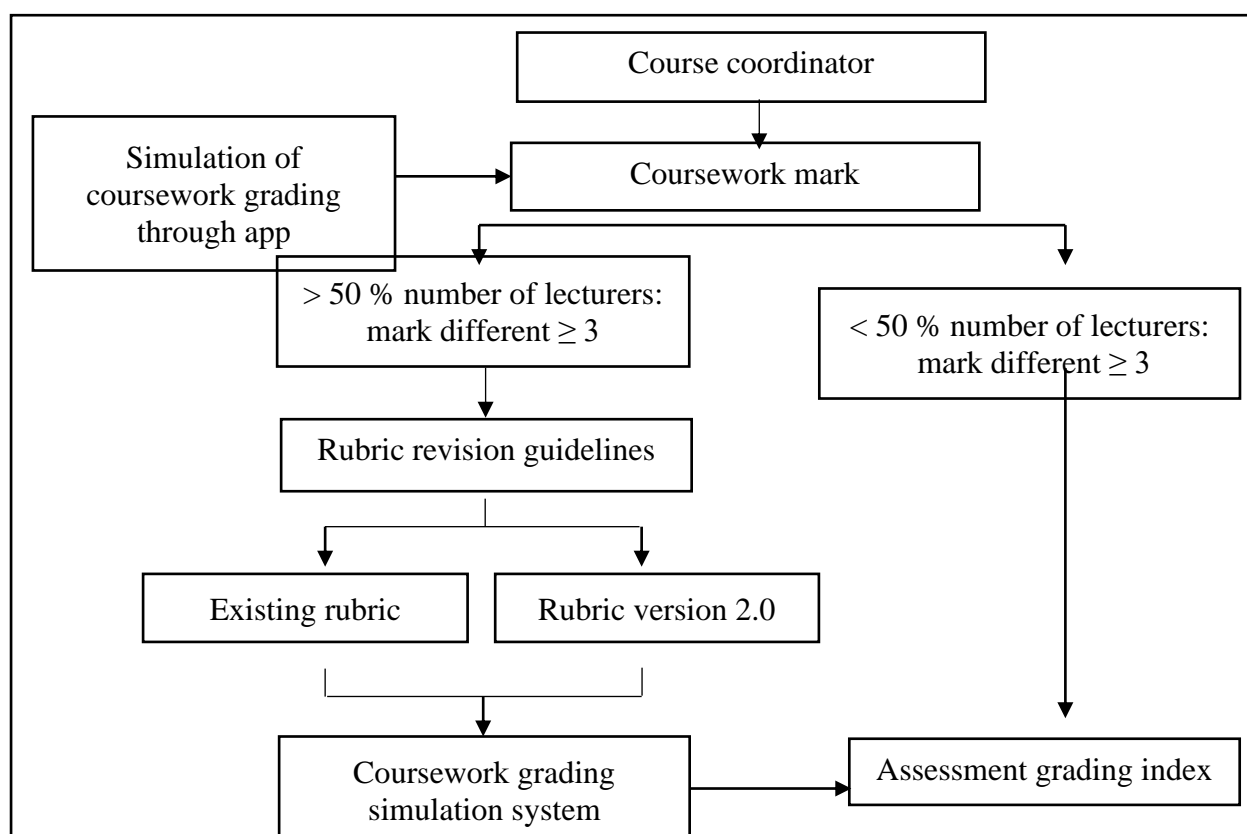 Course coordinator
Simulation of
coursework grading
through app
Coursework mark
> 50 % number of lecturers:
mark different ≥ 3
< 50 % number of lecturers:
mark different ≥ 3
Rubric revision guidelines
Existing rubric
Rubric version 2.0
Coursework grading
simulation system
Assessment grading index